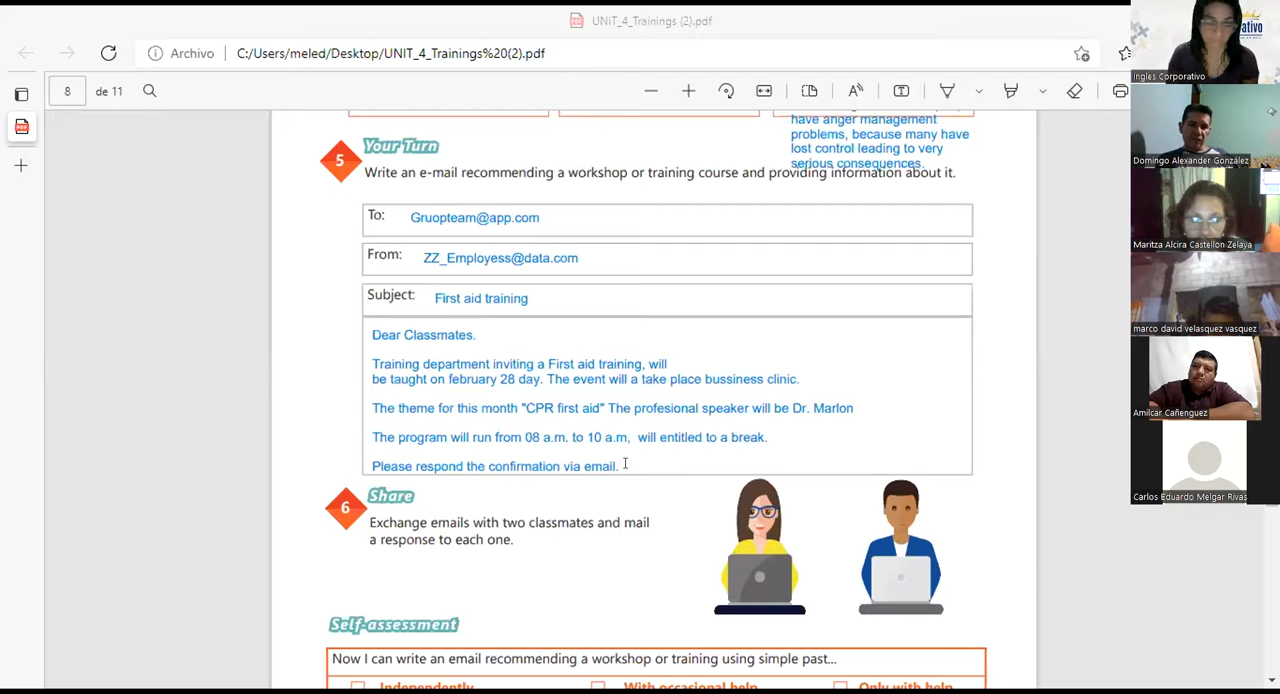 UNIT_4_Trainings (2).pdf
Archivo
C:/Users/meled/Desktop/UNIT_4_Trainings%20(2).pdf
8 de 11
have anger management
problems, because many have
lost control leading to very
serious consequences.
5 Your Turn
Write an e-mail recommending a workshop or training course and providing information about it.
To: Gruopteam@app.com
From: ZZ_Employess@data.com
Subject: First aid training
Dear Classmates.
Training department inviting a First aid training, will
be taught on february 28 day. The event will a take place bussiness clinic.
The theme for this month "CPR first aid" The profesional speaker will be Dr. Marlon
The program will run from 08 a.m. to 10 a.m, will entitled to a break.
Please respond the confirmation via email.
6 Share
Exchange emails with two classmates and mail
a response to each one.
Self-assessment
Now I can write an email recommending a workshop or training using simple past...
Independently
With occasional help
Only with help
Ingles Corporativo
Domingo Alexander González
Maritza Alcira Castellon Zelaya
marco david velasquez vasquez
Amilcar Cañenguez
Carlos Eduardo Melgar Rivas